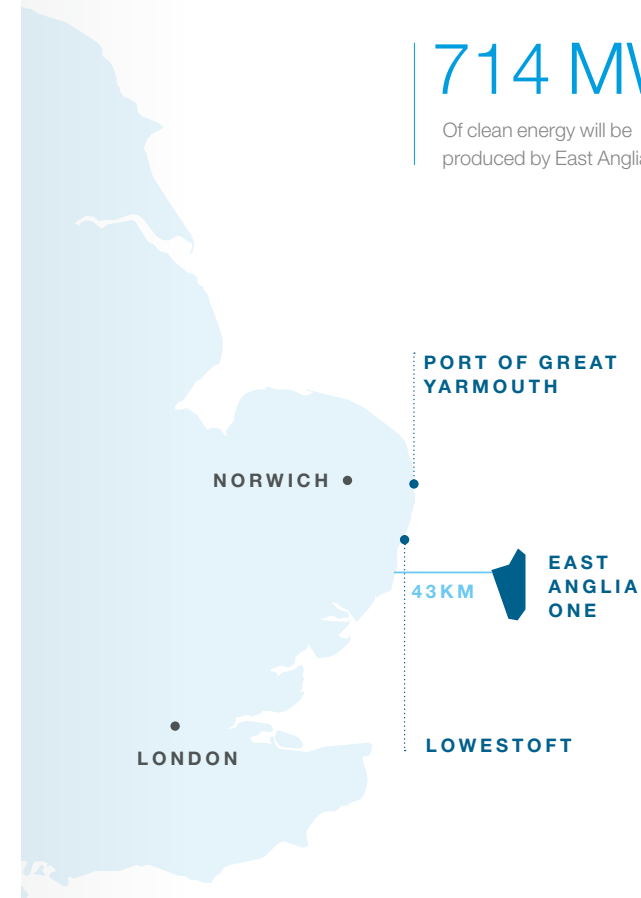 714 MW
Of clean energy will be
produced by East Anglia
PORT OF GREAT
YARMOUTH
NORWICH
EAST
ANGLIA
ONE
43KM
LOWESTOFT
LONDON